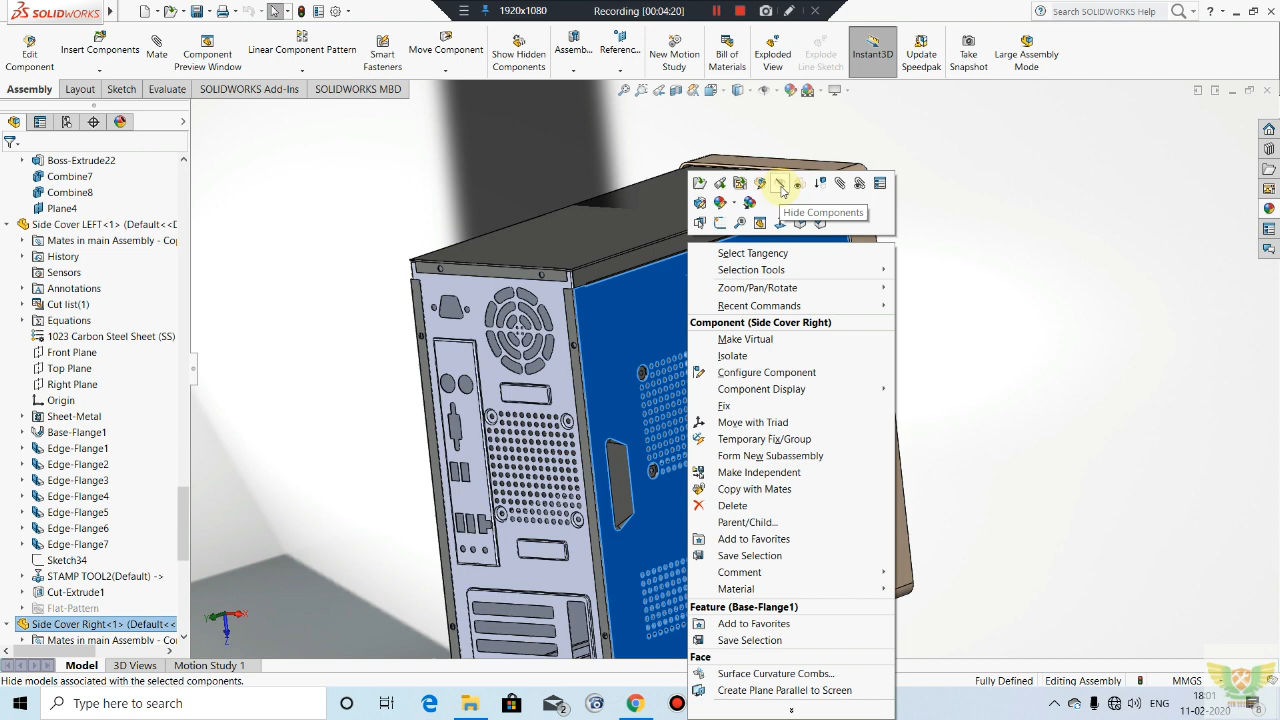 SOLIDWORKS
1920x1080
Recording [00:04:20]
Search SOLIDWORKS Help
Edit Component
Insert Components
Mate
Component Preview Window
Linear Component Pattern
Smart Fasteners
Move Component
Show Hidden Components
Assemb...
Referenc...
New Motion Study
Bill of Materials
Exploded View
Explode Line Sketch
Instant3D
Update Speedpak
Take Snapshot
Large Assembly Mode
Assembly
Layout
Sketch
Evaluate
SOLIDWORKS Add-Ins
SOLIDWORKS MBD
Boss-Extrude22
Combine7
Combine8
Plane4
Side Cover LEFT<1> (Default<<
Mates in main Assembly - Co
History
Sensors
Annotations
Cut list(1)
Equations
1023 Carbon Steel Sheet (SS)
Front Plane
Top Plane
Right Plane
Origin
Sheet-Metal
Base-Flange1
Edge-Flange1
Edge-Flange2
Edge-Flange3
Edge-Flange4
Edge-Flange5
Edge-Flange6
Edge-Flange7
Sketch34
STAMP TOOL2(Default) ->
Cut-Extrude1
Flat-Pattern
Side Cover Right<1> (Default<<
Mates in main Assembly - Co
Hide Components
Select Tangency
Selection Tools
Zoom/Pan/Rotate
Recent Commands
Component (Side Cover Right)
Make Virtual
Isolate
Configure Component
Component Display
Fix
Move with Triad
Temporary Fix/Group
Form New Subassembly
Make Independent
Copy with Mates
Delete
Parent/Child...
Add to Favorites
Save Selection
Comment
Material
Feature (Base-Flange1)
Add to Favorites
Save Selection
Face
Surface Curvature Combs...
Create Plane Parallel to Screen
Model
3D Views
Motion Study 1
Hide models associated with the selected components.
Fully Defined
Editing Assembly
MMGS
Type here to search
2
ENG
18:01
11-02-2020
8